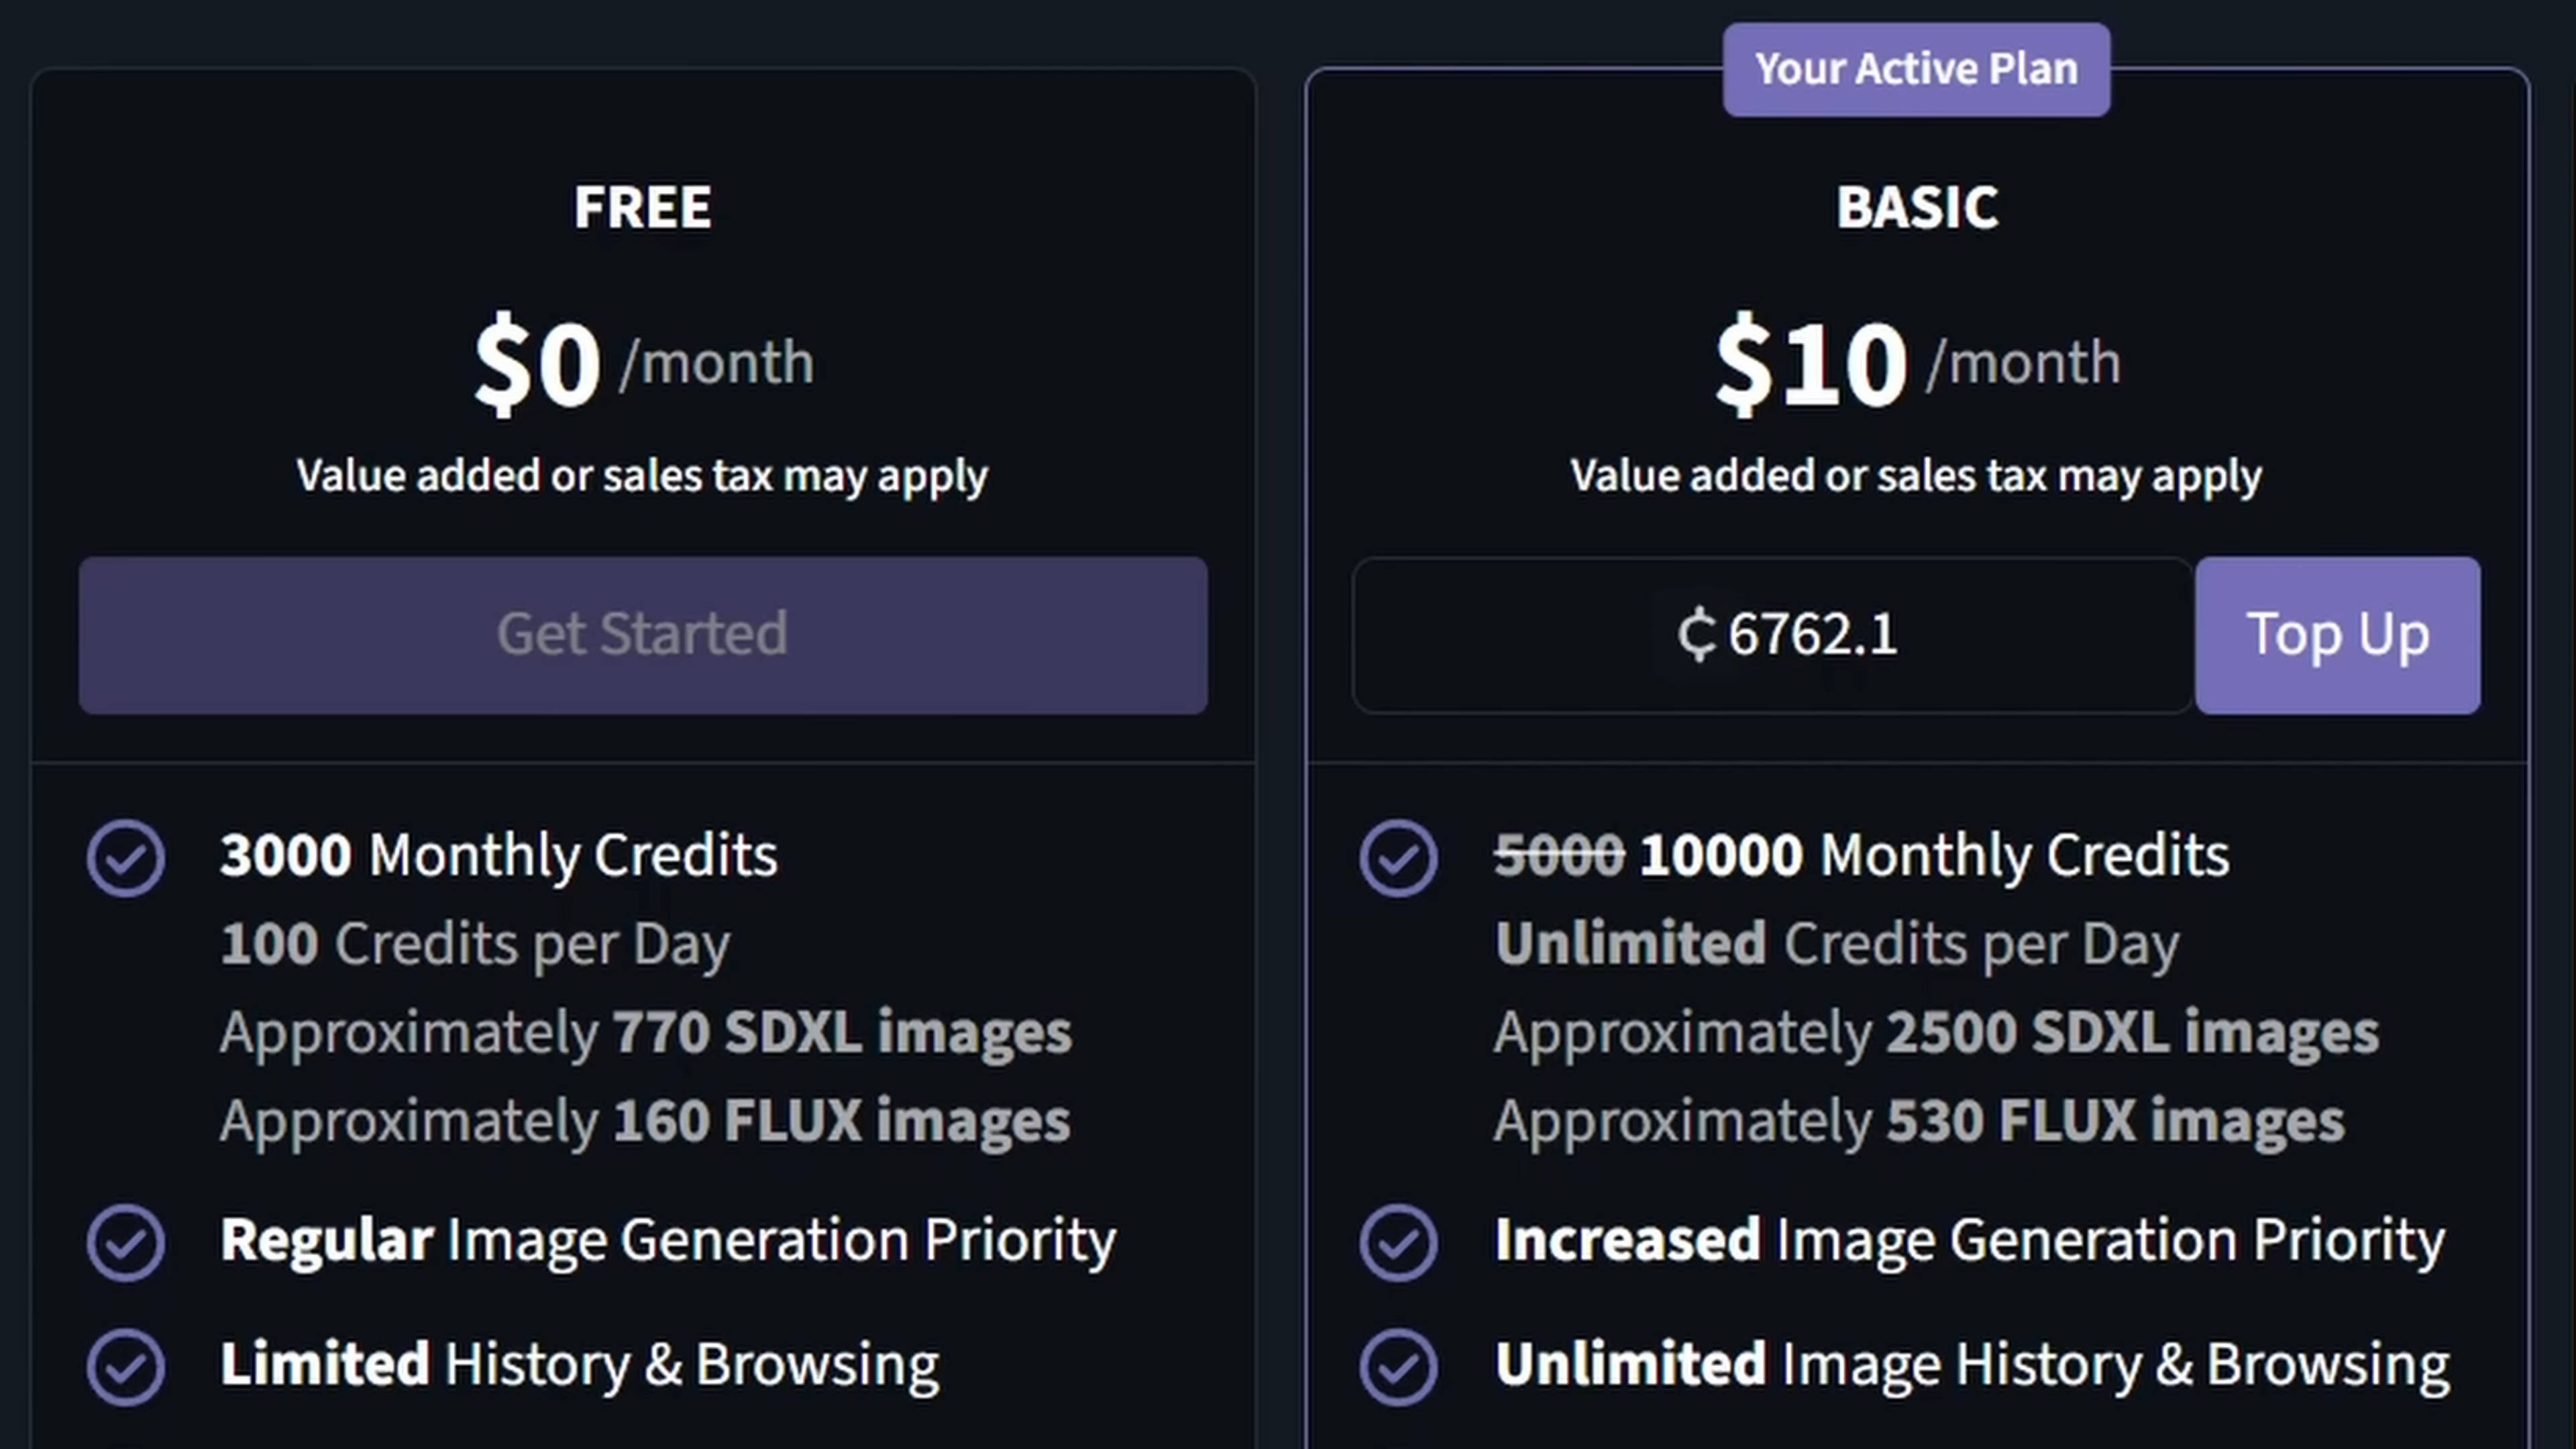 FREE
$0 /month
Value added or sales tax may apply
Get Started
3000 Monthly Credits
100 Credits per Day
Approximately 770 SDXL images
Approximately 160 FLUX images
Regular Image Generation Priority
Limited History & Browsing
Your Active Plan
BASIC
$10 /month
Value added or sales tax may apply
₵ 6762.1
Top Up
5000 10000 Monthly Credits
Unlimited Credits per Day
Approximately 2500 SDXL images
Approximately 530 FLUX images
Increased Image Generation Priority
Unlimited Image History & Browsing